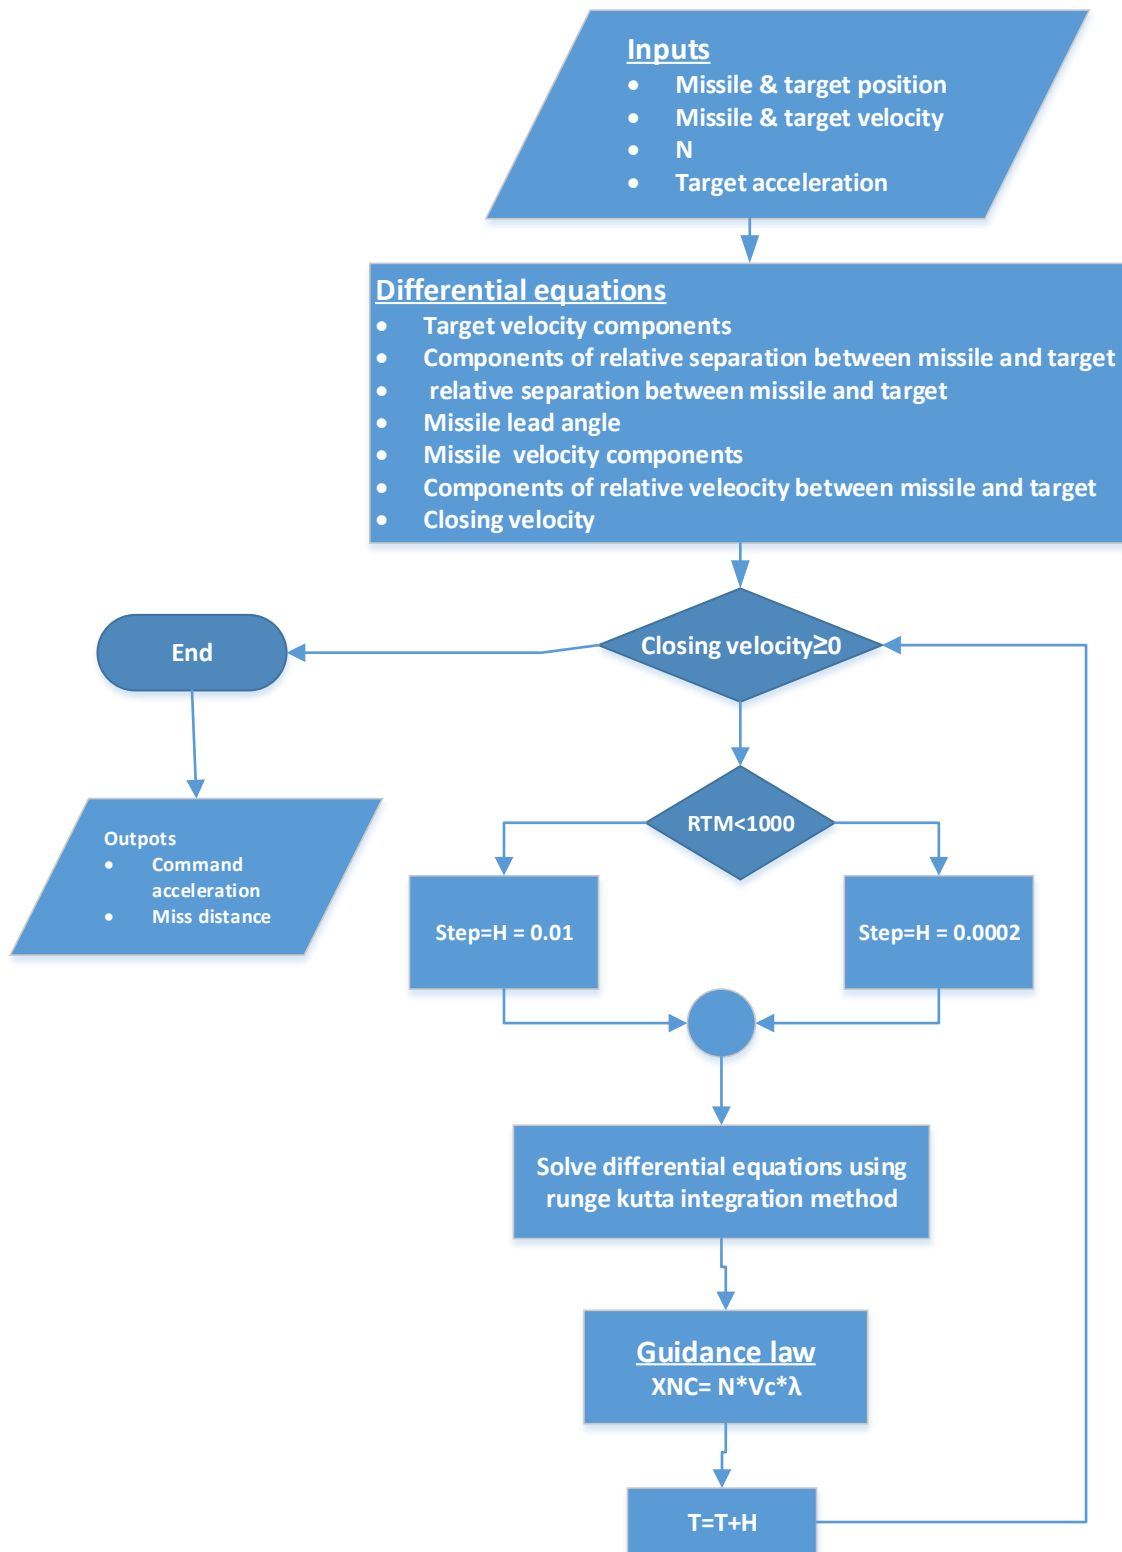 Inputs
• Missile & target position
• Missile & target velocity
• N
• Target acceleration
Differential equations
• Target velocity components
• Components of relative separation between missile and target
• relative separation between missile and target
• Missile lead angle
• Missile velocity components
• Components of relative veleocity between missile and target
• Closing velocity
Closing velocity≥0
End
RTM<1000
Outpots
• Command
acceleration
• Miss distance
Step=H = 0.01
Step=H = 0.0002
Solve differential equations using
runge kutta integration method
Guidance law
XNC= N*Vc*λ
T=T+H